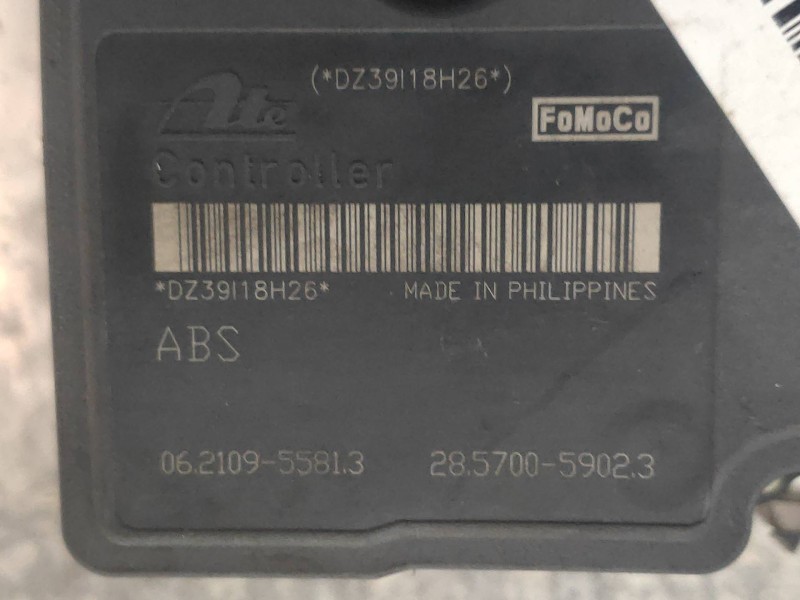 (*DZ39I18H26*)
Ate
FoMoCo
Controller
*DZ39I18H26*
MADE IN PHILIPPINES
ABS
06.2109-5581.3
28.5700-5902.3